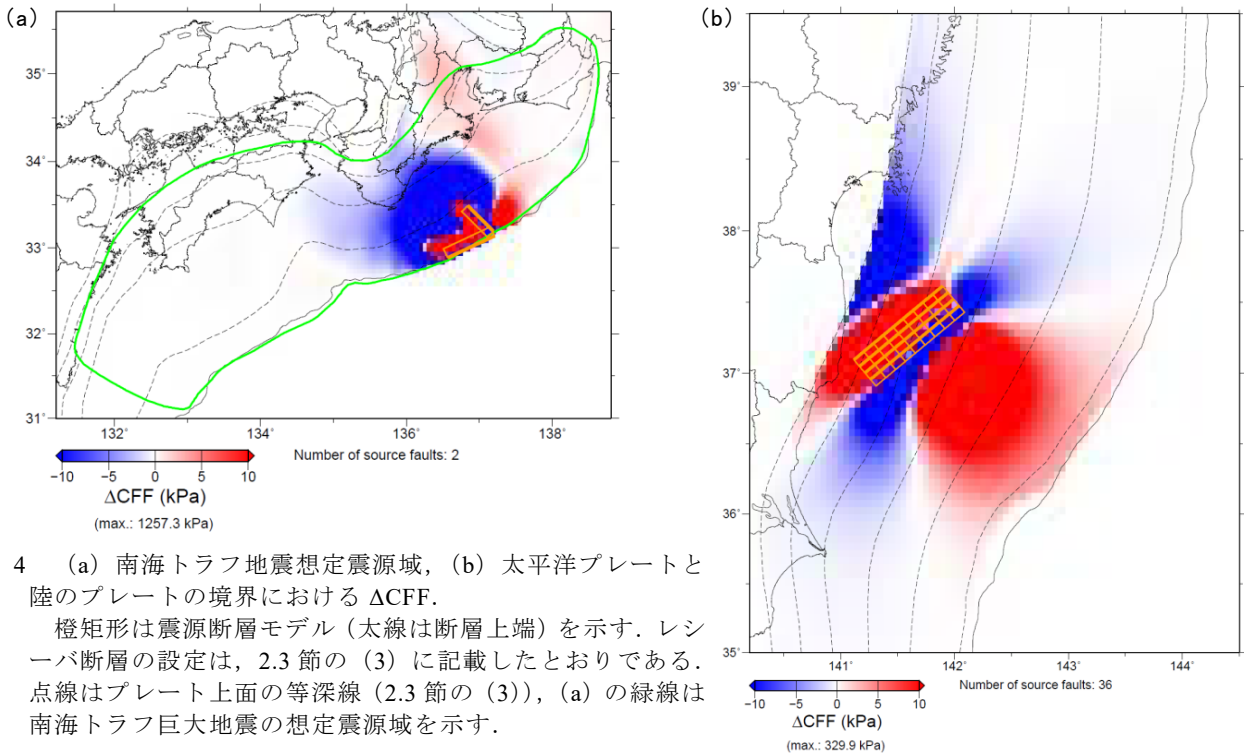 (a)
35˚
34˚
33˚
32˚
31˚
132˚
134˚
136˚
138˚
−10
−5
0
5
10
ΔCFF (kPa)
(max.: 1257.3 kPa)
Number of source faults: 2
(b)
39˚
38˚
37˚
36˚
35˚
141˚
142˚
143˚
144˚
−10
−5
0
5
10
ΔCFF (kPa)
(max.: 329.9 kPa)
Number of source faults: 36
4 (a)南海トラフ地震想定震源域,(b)太平洋プレートと
陸のプレートの境界における ΔCFF.
橙矩形は震源断層モデル(太線は断層上端)を示す.レシ
ーバ断層の設定は,2.3 節の(3)に記載したとおりである.
点線はプレート上面の等深線(2.3 節の(3)),(a)の緑線は
南海トラフ巨大地震の想定震源域を示す.